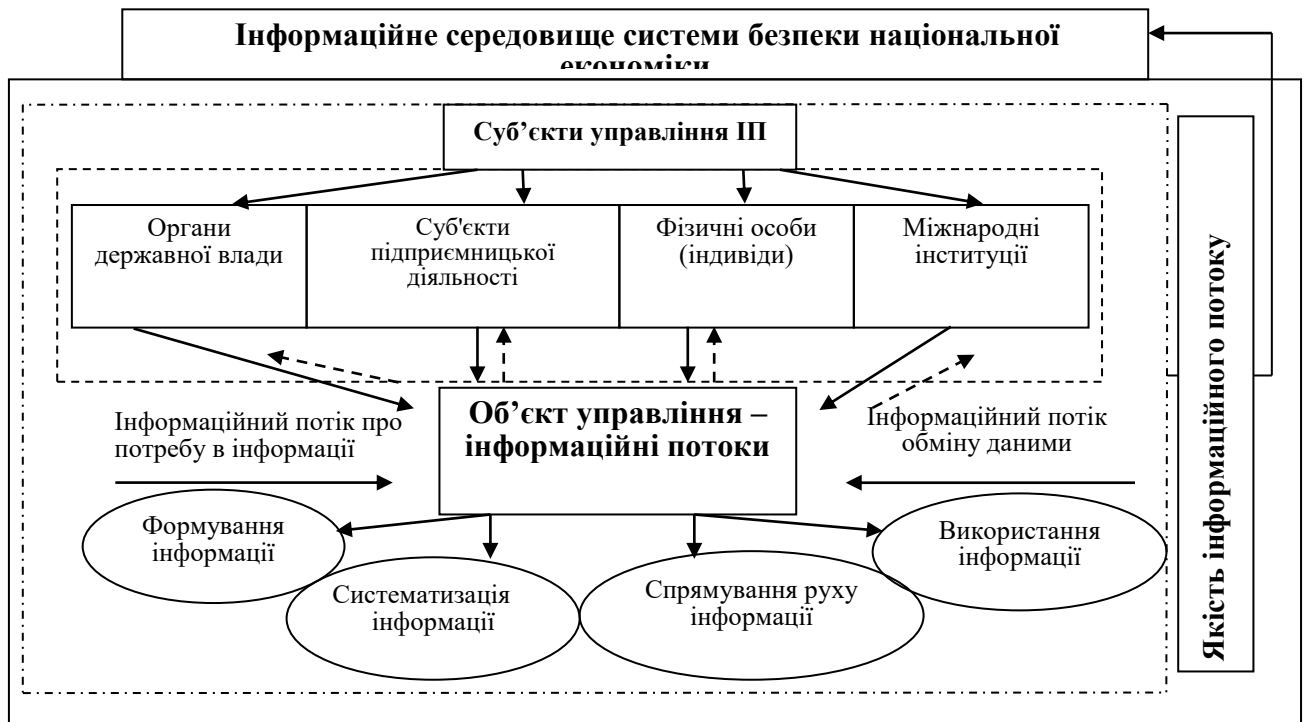 Інформаційне середовище системи безпеки національної
економіки
Суб’єкти управління ІП
Органи
державної влади
Суб'єкти
підприємницької
діяльності
Фізичні особи
(індивіди)
Міжнародні
інституції
Інформаційний потік про
потребу в інформації
Об’єкт управління –
інформаційні потоки
Інформаційний потік
обміну даними
Формування
інформації
Систематизація
інформації
Спрямування руху
інформації
Використання
інформації
Якість інформаційного потоку